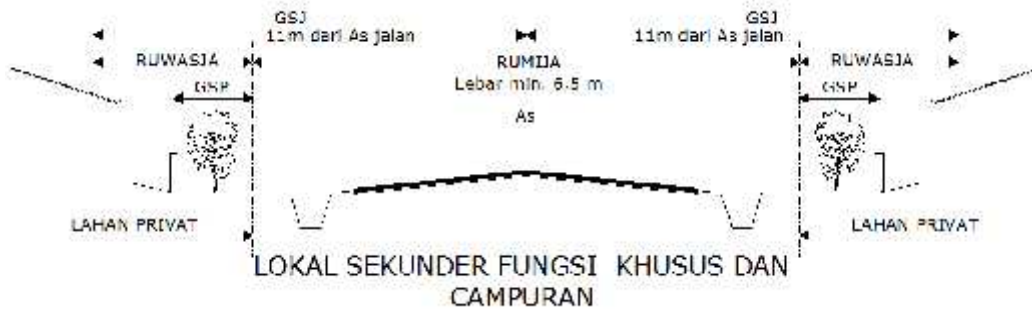 GSJ
11m dari As jalan
GSJ
11m dari As jalan
RUWASJA
RUMIJA
RUWASJA
Lebar min. 6.5 m
GSP
GSP
As
LAHAN PRIVAT
LAHAN PRIVAT
LOKAL SEKUNDER FUNGSI KHUSUS DAN
CAMPURAN